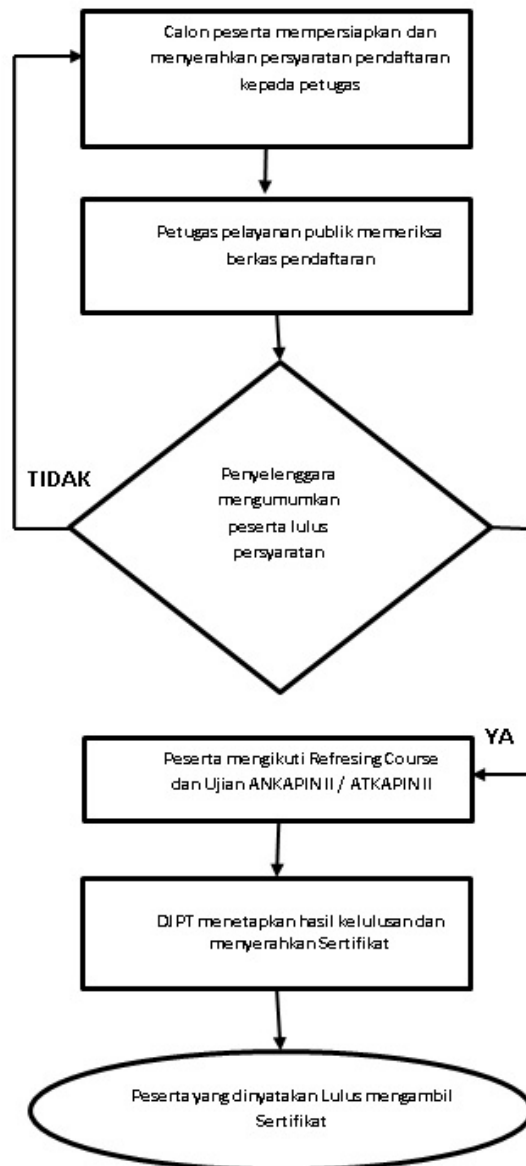 Calon peserta mempersiapkan dan
menyerahkan persyaratan pendaftaran
kepada petugas
Petugas pelayanan publik memeriksa
berkas pendaftaran
TIDAK
Penyelenggara
mengumumkan
peserta lulus
persyaratan
YA
Peserta mengikuti Refresing Course
dan Ujian ANKAPIN II / ATKAPIN II
DJPT menetapkan hasil kelulusan dan
menyerahkan Sertifikat
Peserta yang dinyatakan Lulus mengambil
Sertifikat